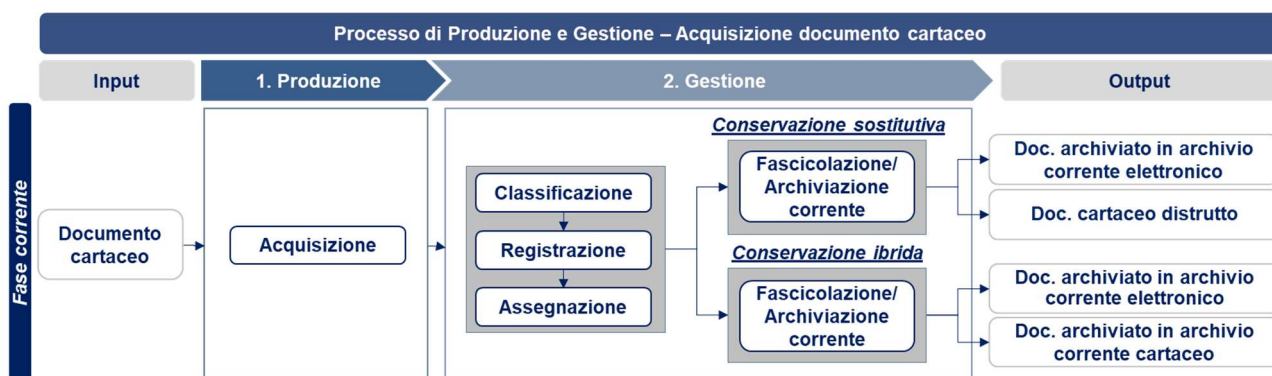 Processo di Produzione e Gestione – Acquisizione documento cartaceo
Input
1. Produzione
2. Gestione
Output
Fase corrente
Documento
cartaceo
Acquisizione
Classificazione
Registrazione
Assegnazione
Conservazione sostitutiva
Fascicolazione/
Archiviazione
corrente
Conservazione ibrida
Fascicolazione/
Archiviazione
corrente
Doc. archiviato in archivio
corrente elettronico
Doc. cartaceo distrutto
Doc. archiviato in archivio
corrente elettronico
Doc. archiviato in archivio
corrente cartaceo